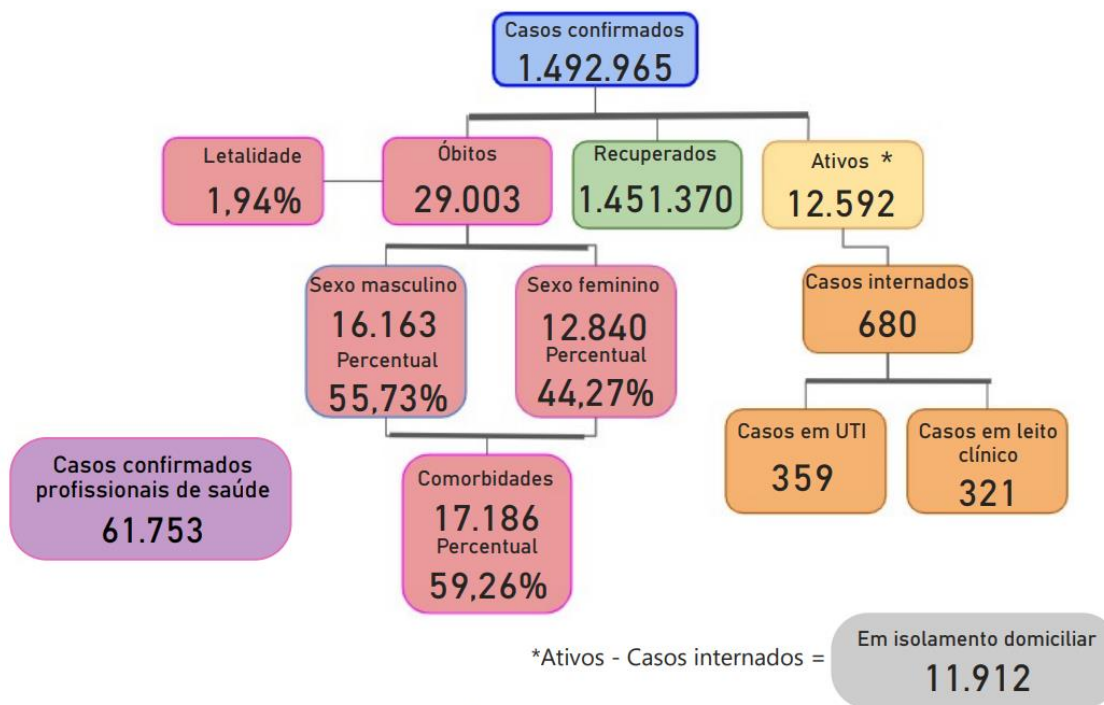 Casos confirmados
1.492.965
Letalidade
1,94%
Óbitos
29.003
Recuperados
1.451.370
Ativos *
12.592
Sexo masculino
16.163
Percentual
55,73%
Sexo feminino
12.840
Percentual
44,27%
Casos internados
680
Casos em UTI
359
Casos em leito
clínico
321
Casos confirmados
profissionais de saúde
61.753
Comorbidades
17.186
Percentual
59,26%
*Ativos - Casos internados =
Em isolamento domiciliar
11.912